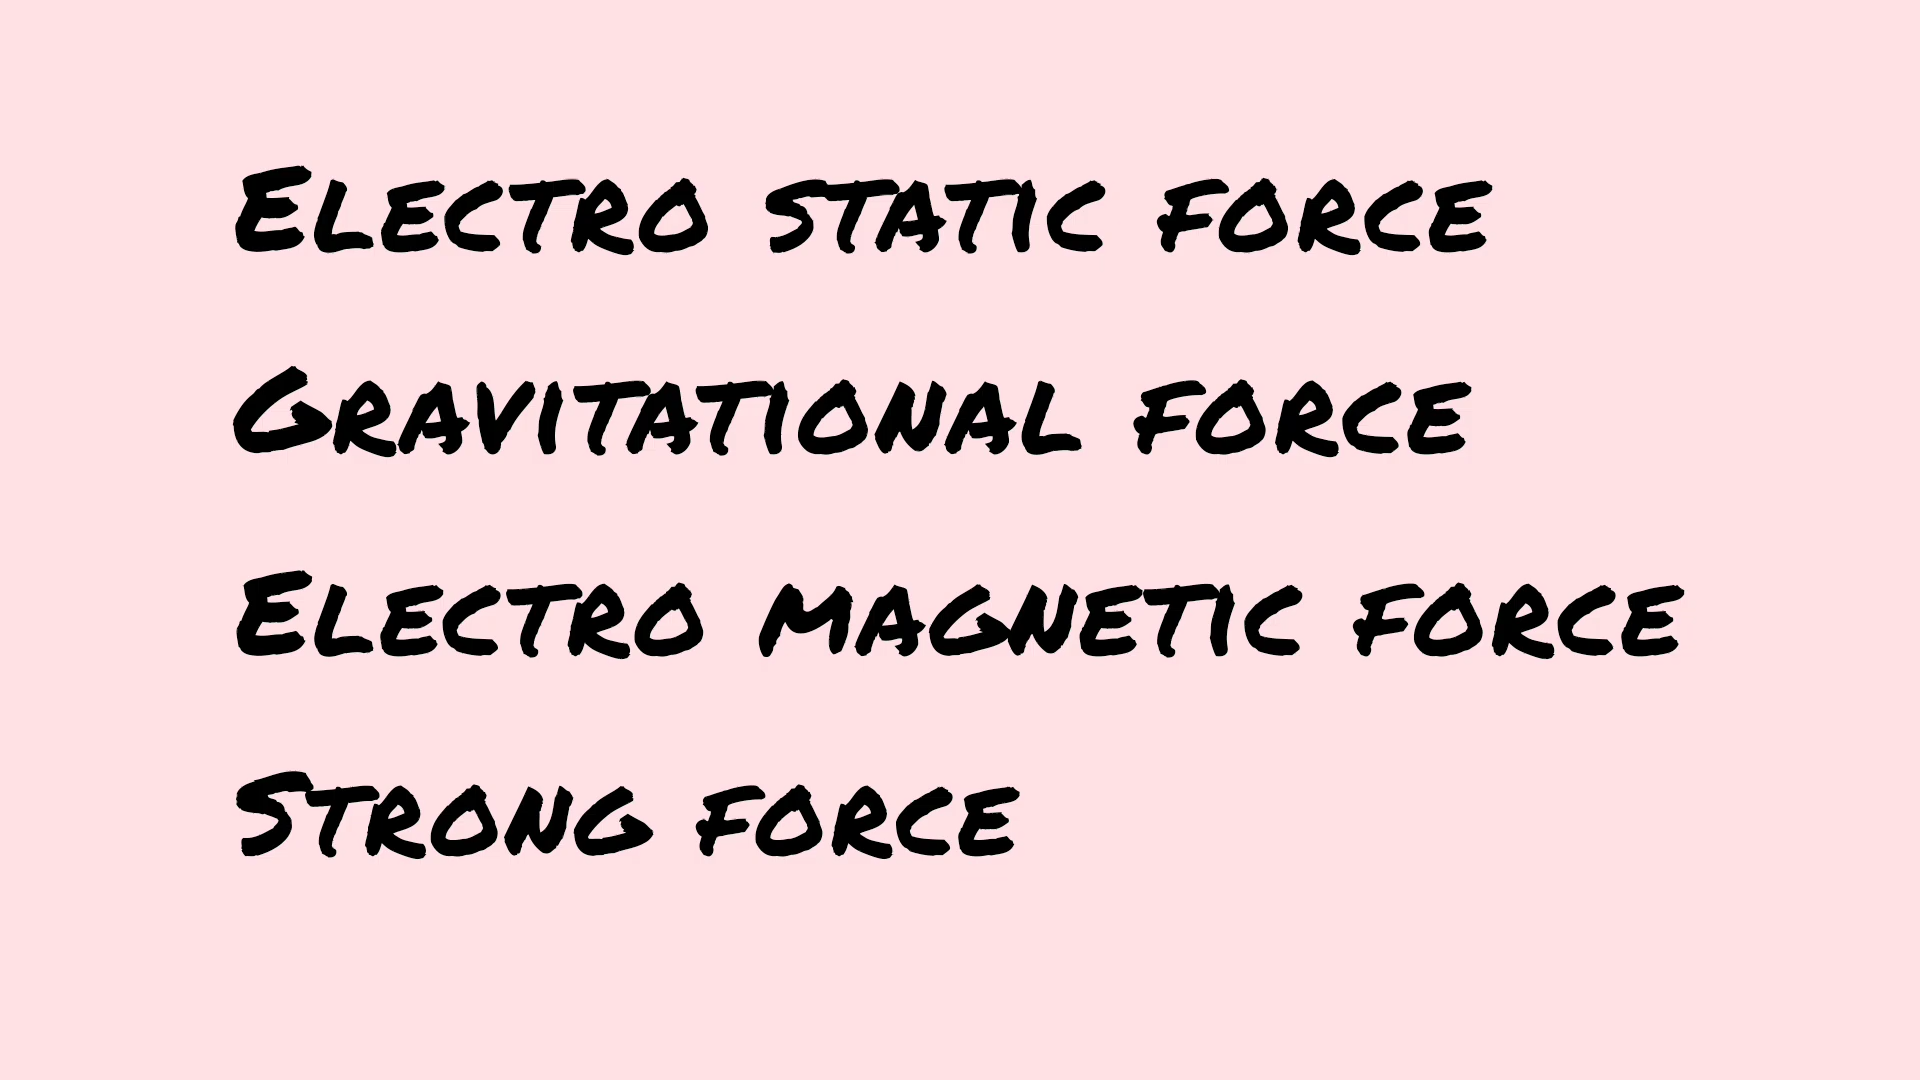 Electro static force
Gravitational force
Electro magnetic force
Strong force